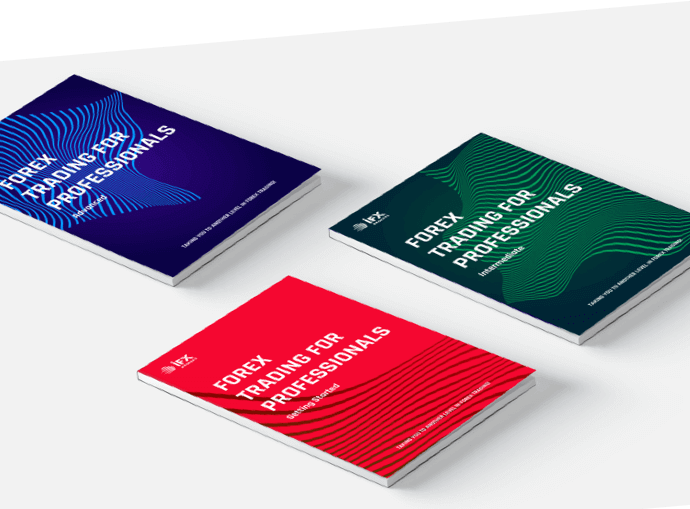 FOREX
TRADING FOR
PROFESSIONALS
Advanced
TAKING YOU TO ANOTHER LEVEL IN FOREX TRADING
iFX
FOREX
TRADING FOR
PROFESSIONALS
Intermediate
TAKING YOU TO ANOTHER LEVEL IN FOREX TRADING
iFX
FOREX
TRADING FOR
PROFESSIONALS
Getting Started
TAKING YOU TO ANOTHER LEVEL IN FOREX TRADING